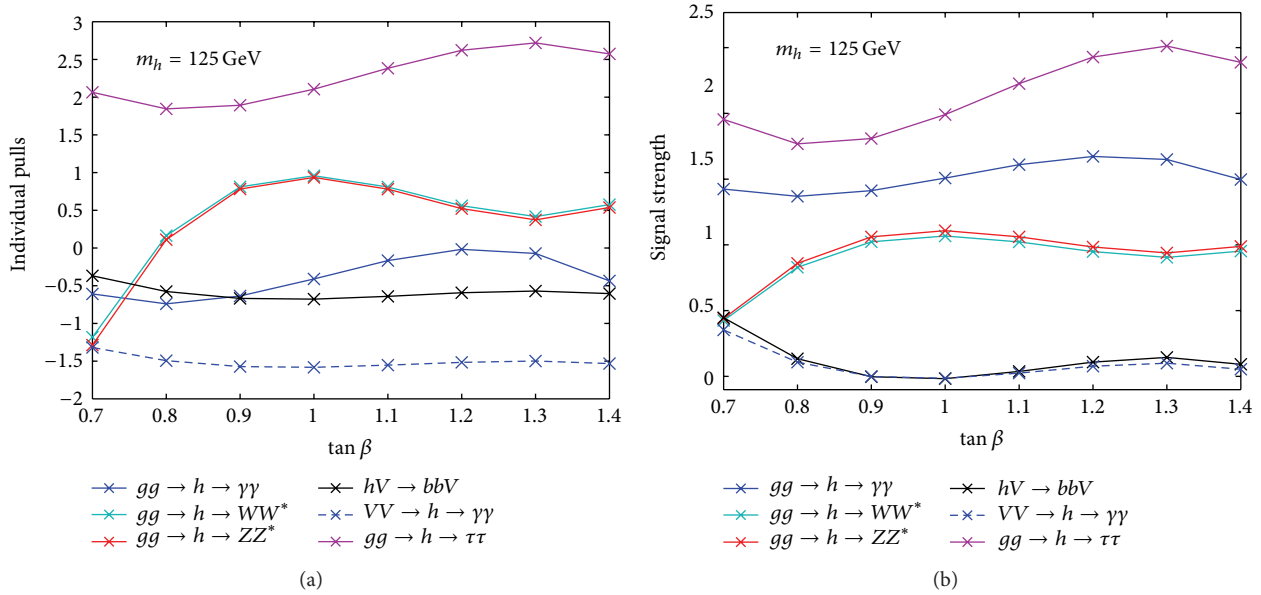 3
2.5
2
1.5
1
0.5
0
−0.5
−1
−1.5
−2
Individual pulls
m_h = 125 GeV
0.7 0.8 0.9 1 1.1 1.2 1.3 1.4
tan β
gg → h → γγ
gg → h → WW*
gg → h → ZZ*
hV → bbV
VV → h → γγ
gg → h → ττ
(a)
2.5
2
1.5
1
0.5
0
Signal strength
m_h = 125 GeV
0.7 0.8 0.9 1 1.1 1.2 1.3 1.4
tan β
gg → h → γγ
gg → h → WW*
gg → h → ZZ*
hV → bbV
VV → h → γγ
gg → h → ττ
(b)